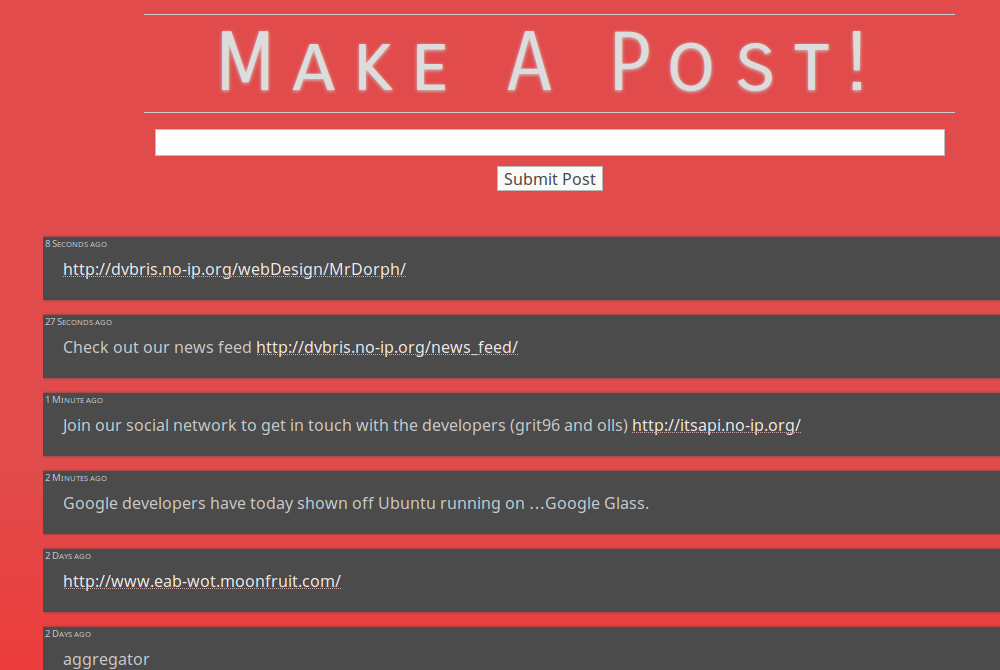 Make A Post!
Submit Post
8 Seconds ago
http://dvbris.no-ip.org/webDesign/MrDorph/
27 Seconds ago
Check out our news feed http://dvbris.no-ip.org/news_feed/
1 Minute ago
Join our social network to get in touch with the developers (grit96 and olls) http://itsapi.no-ip.org/
2 Minutes ago
Google developers have today shown off Ubuntu running on ...Google Glass.
2 Days ago
http://www.eab-wot.moonfruit.com/
2 Days ago
aggregator